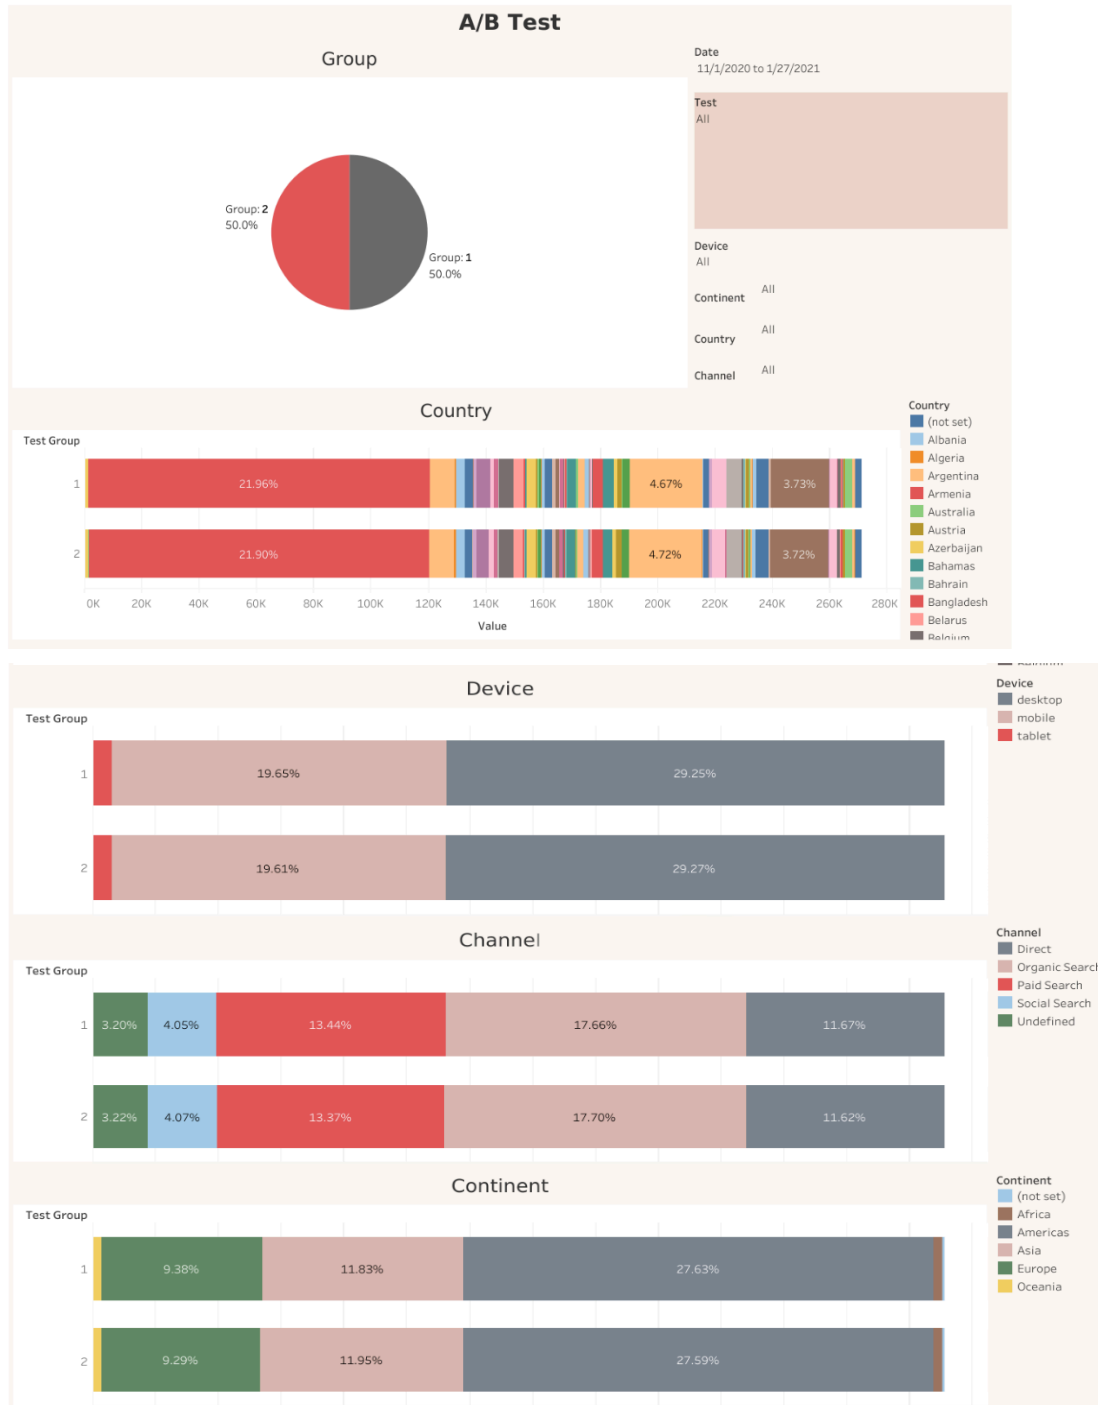 A/B Test
Group
Group: 2
50.0%
Group: 1
50.0%
Date
11/1/2020 to 1/27/2021
Test
All
Device
All
Continent
All
Country
All
Channel
All
Country
Test Group
1
21.96%
4.67%
3.73%
2
21.90%
4.72%
3.72%
0K 20K 40K 60K 80K 100K 120K 140K 160K 180K 200K 220K 240K 260K 280K
Value
Country
(not set)
Albania
Algeria
Argentina
Armenia
Australia
Austria
Azerbaijan
Bahamas
Bahrain
Bangladesh
Belarus
Belgium
Device
Test Group
1
19.65%
29.25%
2
19.61%
29.27%
Device
desktop
mobile
tablet
Channel
Test Group
1
3.20%
4.05%
13.44%
17.66%
11.67%
2
3.22%
4.07%
13.37%
17.70%
11.62%
Channel
Direct
Organic Search
Paid Search
Social Search
Undefined
Continent
Test Group
1
9.38%
11.83%
27.63%
2
9.29%
11.95%
27.59%
Continent
(not set)
Africa
Americas
Asia
Europe
Oceania